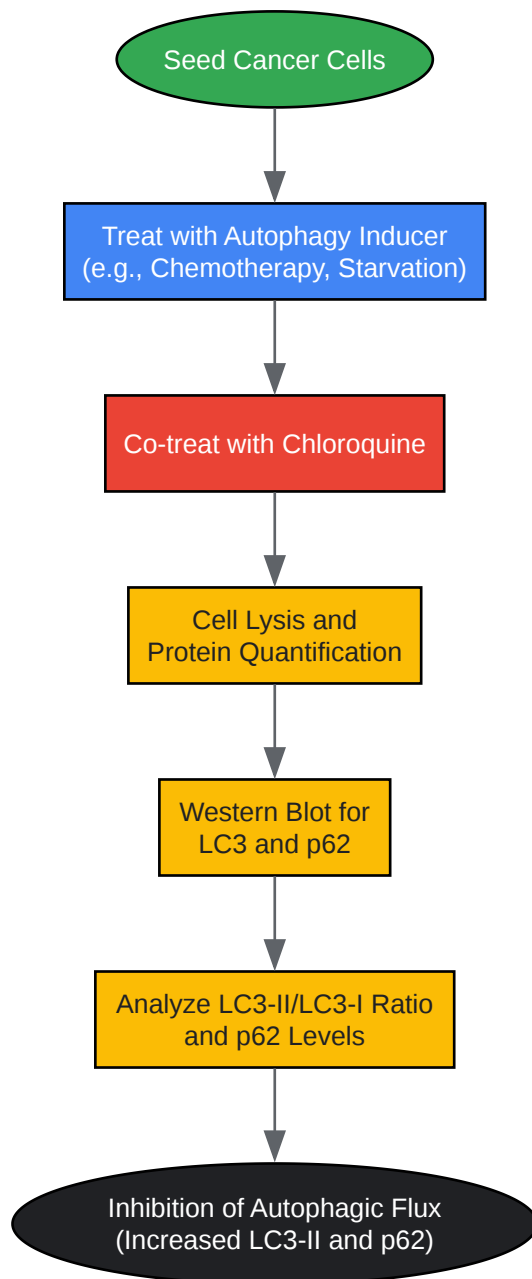 Seed Cancer Cells
Treat with Autophagy Inducer
(e.g., Chemotherapy, Starvation)
Co-treat with Chloroquine
Cell Lysis and
Protein Quantification
Western Blot for
LC3 and p62
Analyze LC3-II/LC3-I Ratio
and p62 Levels
Inhibition of Autophagic Flux
(Increased LC3-II and p62)